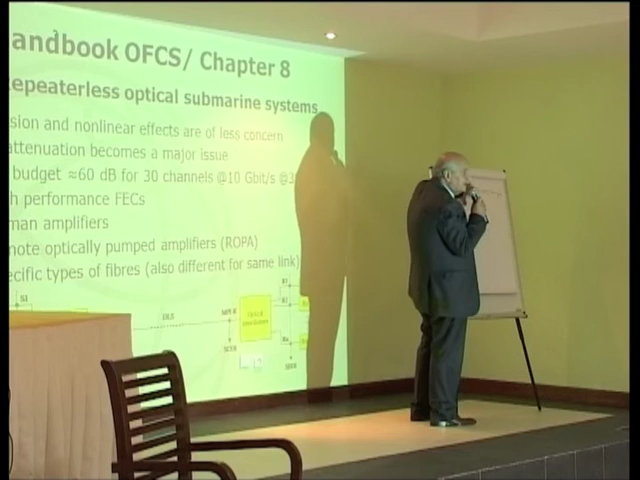 andbook OFCS/ Chapter 8
epeaterless optical submarine systems
sion and nonlinear effects are of less concern
attenuation becomes a major issue
budget ≈60 dB for 30 channels @10 Gbit/s @3
h performance FECs
man amplifiers
mote optically pumped amplifiers (ROPA)
ecific types of fibres (also different for same link)